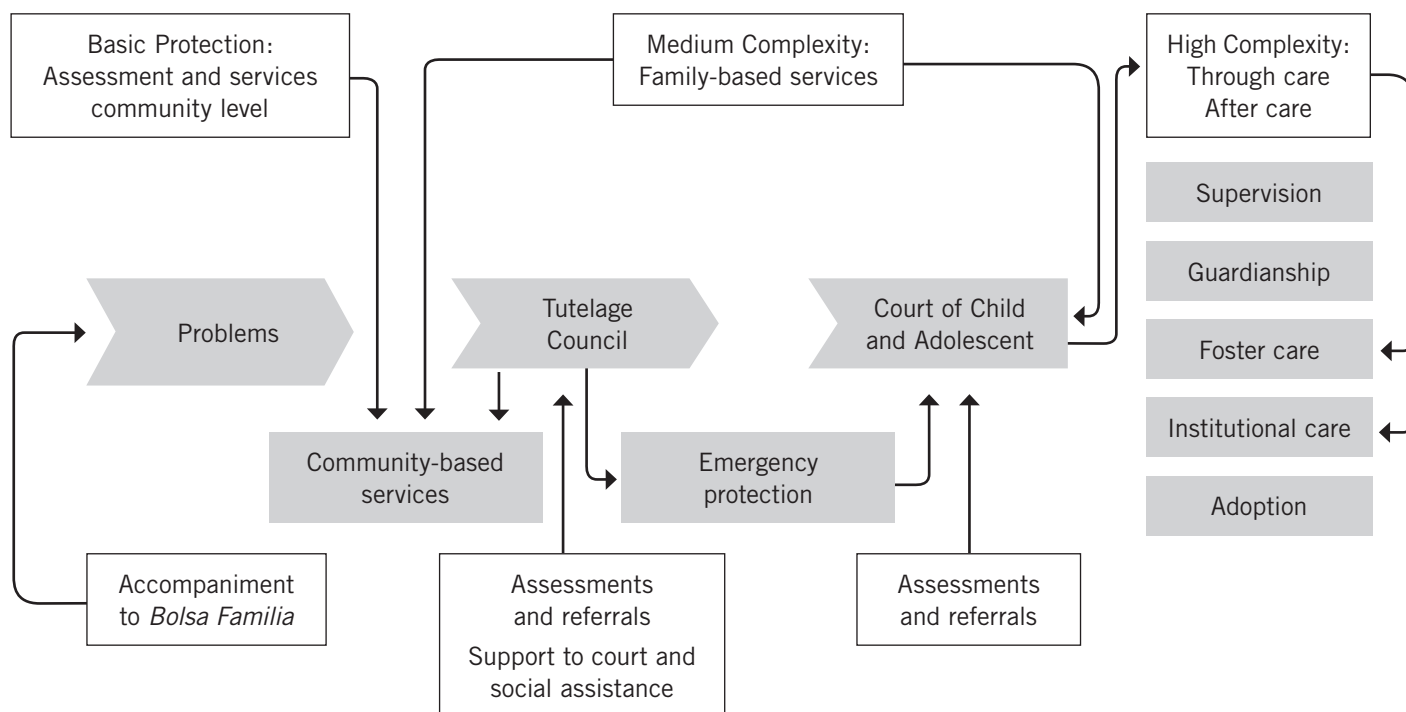 Basic Protection:
Assessment and services
community level
Medium Complexity:
Family-based services
High Complexity:
Through care
After care
Supervision
Guardianship
Foster care
Institutional care
Adoption
Problems
Tutelage
Council
Court of Child
and Adolescent
Community-based
services
Emergency
protection
Accompaniment
to Bolsa Familia
Assessments
and referrals
Support to court and
social assistance
Assessments
and referrals